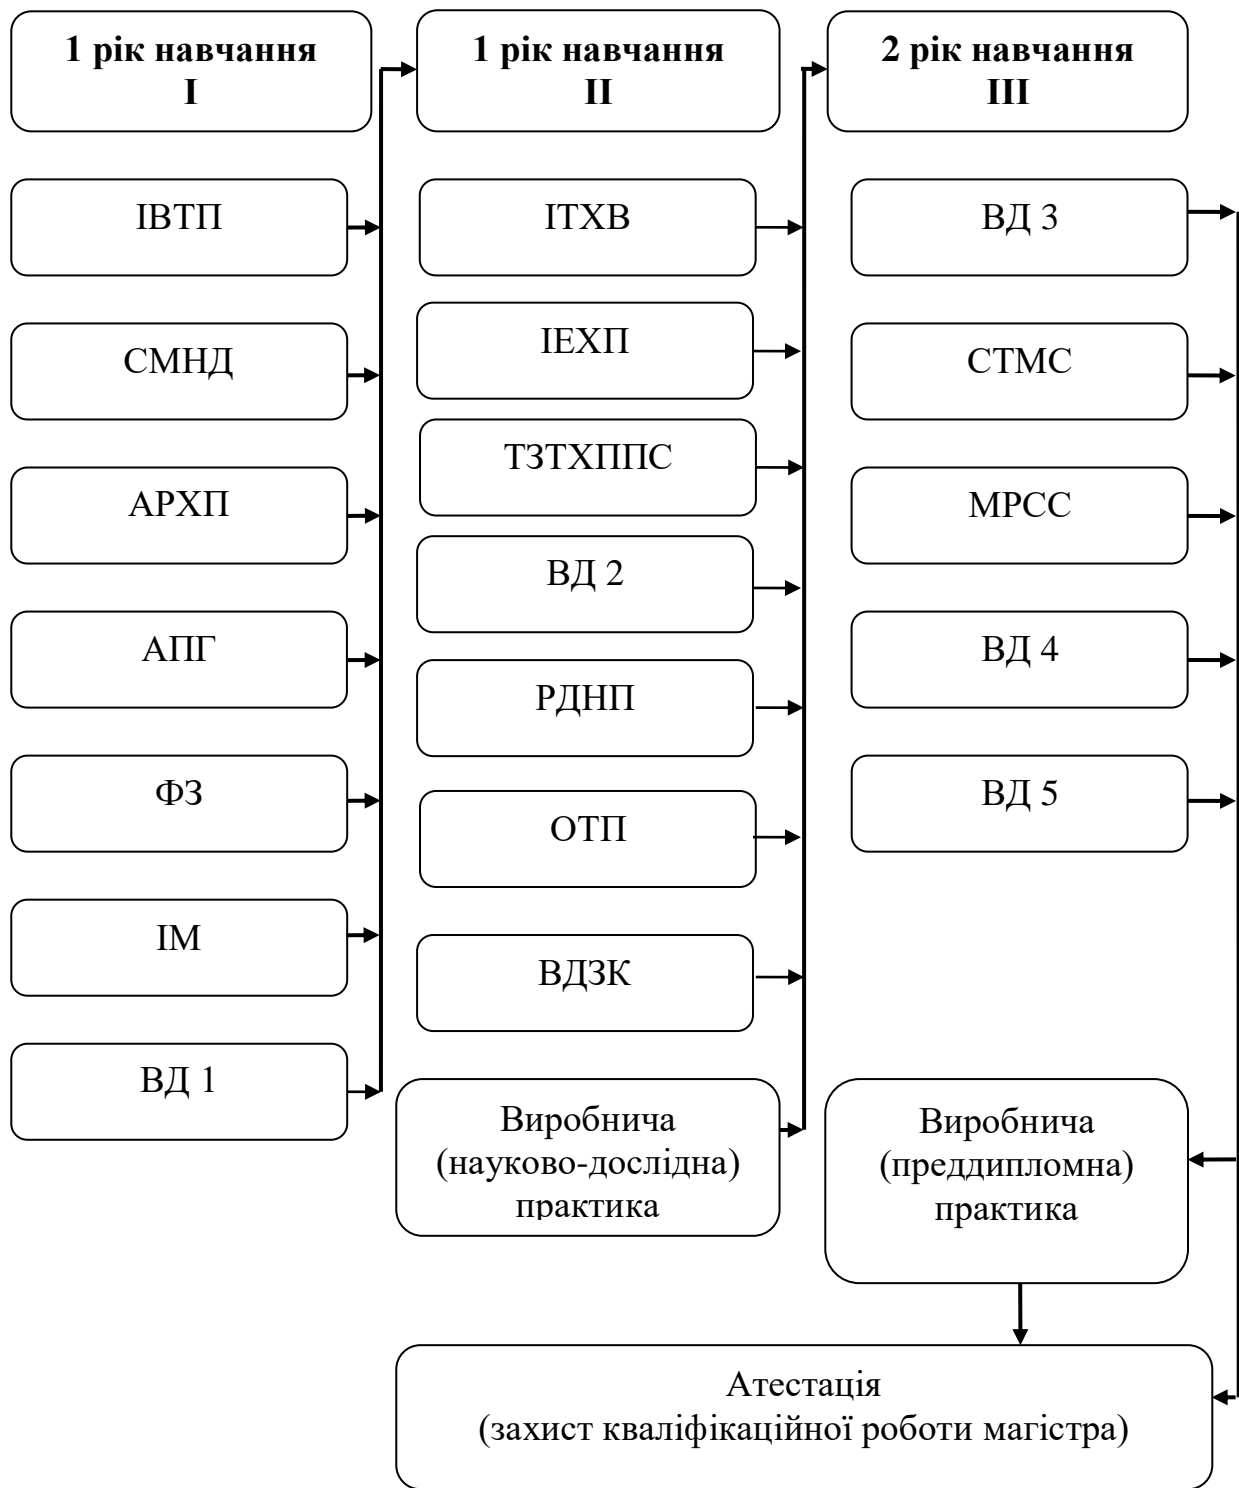 1 рік навчання
I
1 рік навчання
II
2 рік навчання
III
ІВТП
СМНД
АРХП
АПГ
ФЗ
ІМ
ВД 1
ІТХВ
ІЕХП
ТЗТХППС
ВД 2
РДНП
ОТП
ВДЗК
Виробнича
(науково-дослідна)
практика
ВД 3
СТМС
МРСС
ВД 4
ВД 5
Виробнича
(преддипломна)
практика
Атестація
(захист кваліфікаційної роботи магістра)